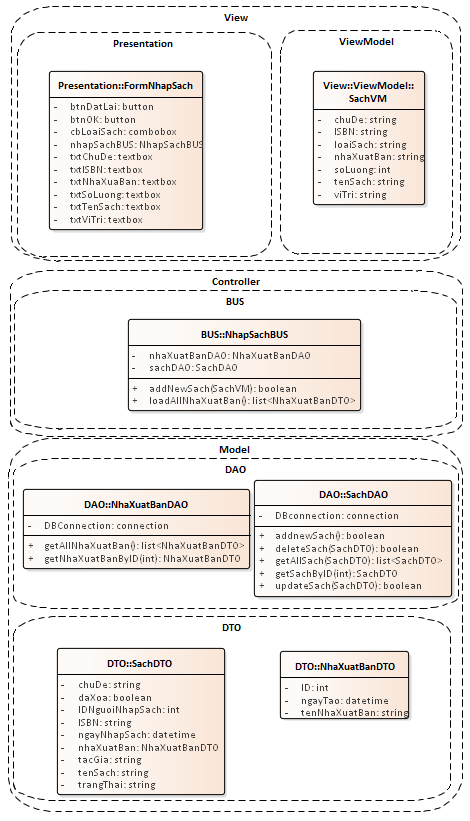 View
Presentation
Presentation::FormNhapSach
- btnDatLai: button
- btnOK: button
- cbLoaiSach: combobox
- nhapSachBUS: NhapSachBUS
- txtChuDe: textbox
- txtISBN: textbox
- txtNhaXuaBan: textbox
- txtSoLuong: textbox
- txtTenSach: textbox
- txtViTri: textbox
ViewModel
View::ViewModel::
SachVM
- chuDe: string
- ISBN: string
- loaiSach: string
- nhaXuatBan: string
- soLuong: int
- tenSach: string
- viTri: string
Controller
BUS
BUS::NhapSachBUS
- nhaXuatBanDAO: NhaXuatBanDAO
- sachDAO: SachDAO
+ addNewSach(SachVM): boolean
+ loadAllNhaXuatBan(): list<NhaXuatBanDTO>
Model
DAO
DAO::NhaXuatBanDAO
- DBConnection: connection
+ getAllNhaXuatBan(): list<NhaXuatBanDTO>
+ getNhaXuatBanByID(int): NhaXuatBanDTO
DAO::SachDAO
- DBconnection: connection
+ addnewSach(): boolean
+ deleteSach(SachDTO): boolean
+ getAllSach(SachDTO): list<SachDTO>
+ getSachByID(int): SachDTO
+ updateSach(SachDTO): boolean
DTO
DTO::SachDTO
- chuDe: string
- daXoa: boolean
- IDNguoiNhapSach: int
- ISBN: string
- ngayNhapSach: datetime
- nhaXuatBan: NhaXuatBanDTO
- tacGia: string
- tenSach: string
- trangThai: string
DTO::NhaXuatBanDTO
- ID: int
- ngayTao: datetime
- tenNhaXuatBan: string